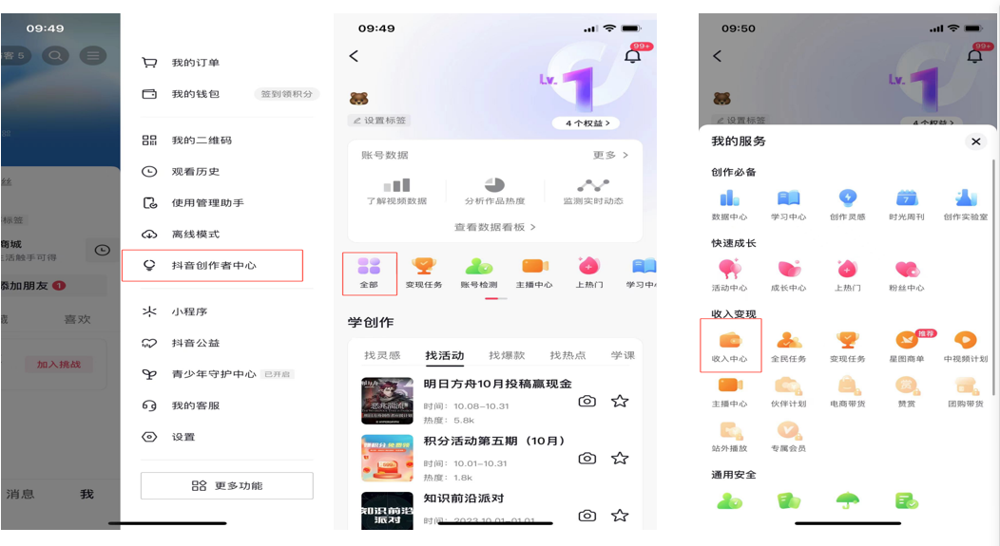 09:49
客 5
丝
标签
商城
活触手可得
添加朋友 1
藏
喜欢
加入挑战
消息
我
我的订单
我的钱包
签到领积分
我的二维码
观看历史
使用管理助手
离线模式
抖音创作者中心
小程序
抖音公益
青少年守护中心 已开启
我的客服
设置
更多功能
09:49
99+
Lv. 1
设置标签
4 个权益 >
账号数据
更多 >
了解视频数据
分析作品热度
监测实时动态
查看数据看板 >
全部
变现任务
账号检测
主播中心
上热门
学习中
学创作
找灵感
找活动
找爆款
找热点
学课
明日方舟10月投稿赢现金
时间: 10.08-10.31
热度: 5.8k
积分活动第五期（10月）
时间: 10.01-10.31
热度: 1.8k
知识前沿
派对
知识前沿派对
时间: 2023.10.01-01.01
09:50
99+
Lv. 1
设置标签
4 个权益 >
我的服务
创作必备
数据中心
学习中心
创作灵感
7
时光周刊
创作实验室
快速成长
活动中心
成长中心
上热门
粉丝中心
收入变现
推荐
收入中心
全民任务
变现任务
星图商单
中视频计划
主播中心
伙伴计划
电商带货
赏
赞赏
团购带货
站外播放
专属会员
通用安全